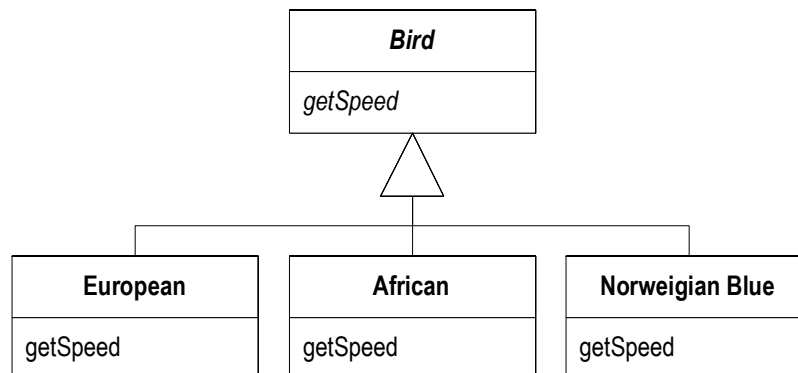 Bird
getSpeed
European
African
Norweigian Blue
getSpeed
getSpeed
getSpeed